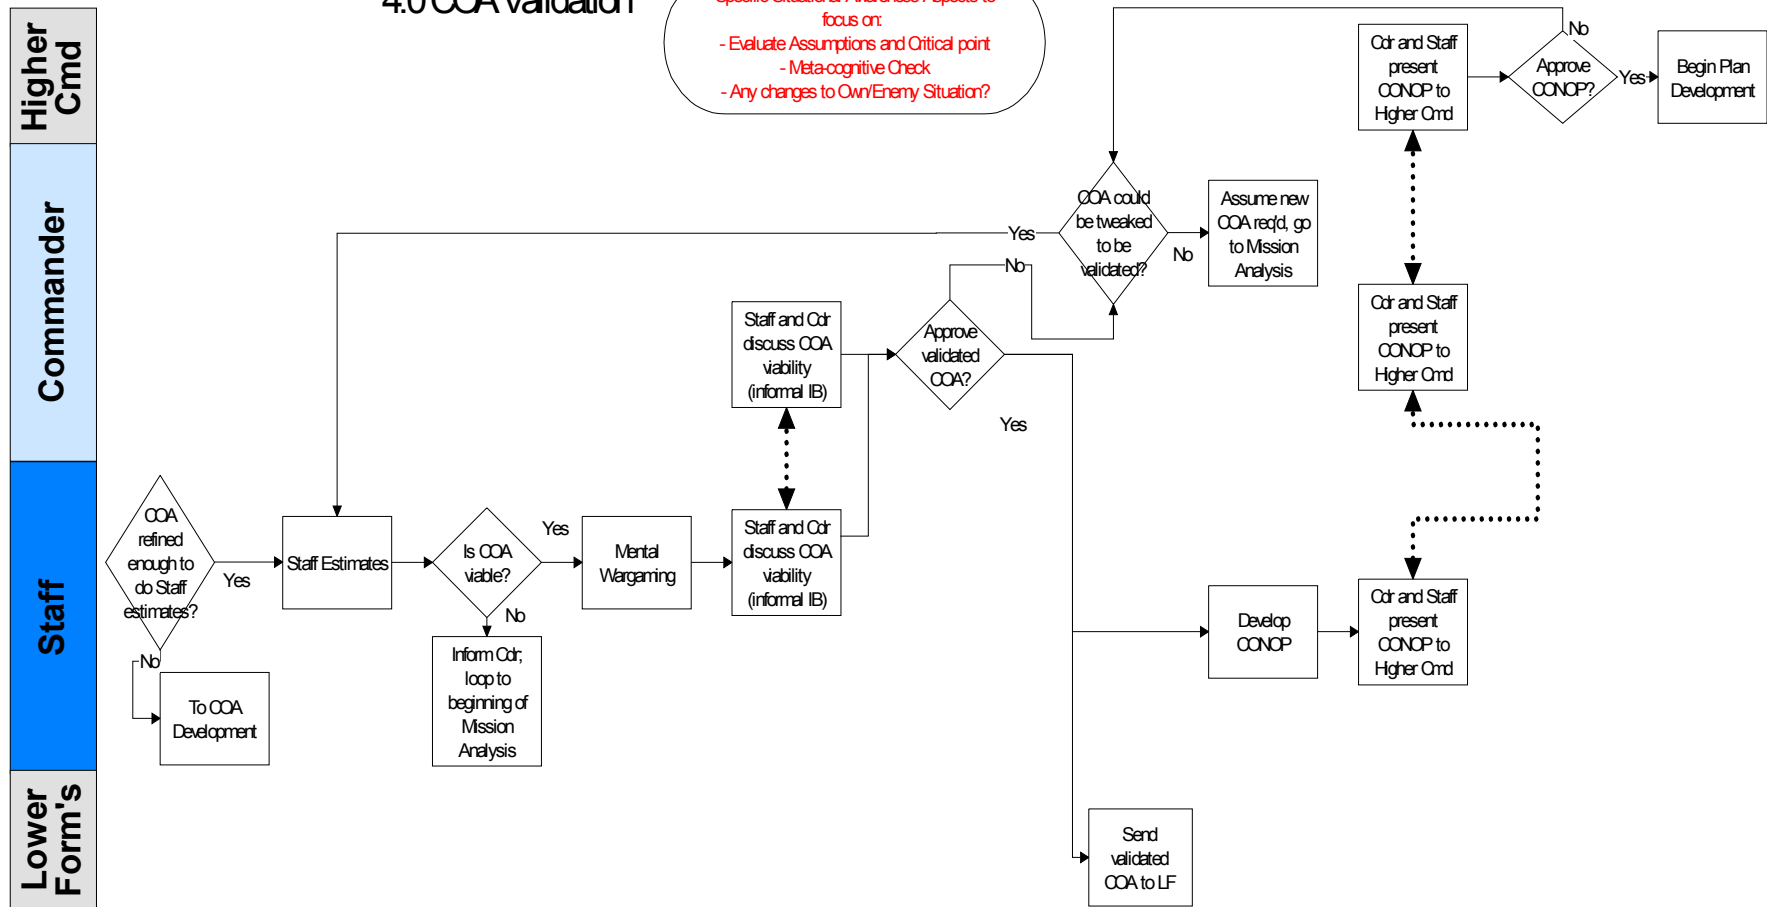 4.0 COA Validation
Specific Situational Awareness Aspects to
focus on:
- Evaluate Assumptions and Critical point
- Meta-cognitive Check
- Any changes to Own/Enemy Situation?
Higher
Cmd
Commander
Staff
Lower
Form's
Cdr and Staff
present
CONOP to
Higher Cmd
Approve
CONOP?
No
Yes
Begin Plan
Development
COA could
be tweaked
to be
validated?
Yes
No
Assume new
COA req'd, go
to Mission
Analysis
No
Staff and Cdr
discuss COA
viability
(informal IB)
Approve
validated
COA?
Yes
Cdr and Staff
present
CONOP to
Higher Cmd
COA
refined
enough to
do Staff
estimates?
Yes
No
To COA
Development
Staff Estimates
Is COA
viable?
Yes
No
Inform Cdr;
loop to
beginning of
Mission
Analysis
Mental
Wargaming
Staff and Cdr
discuss COA
viability
(informal IB)
Develop
CONOP
Cdr and Staff
present
CONOP to
Higher Cmd
Send
validated
COA to LF